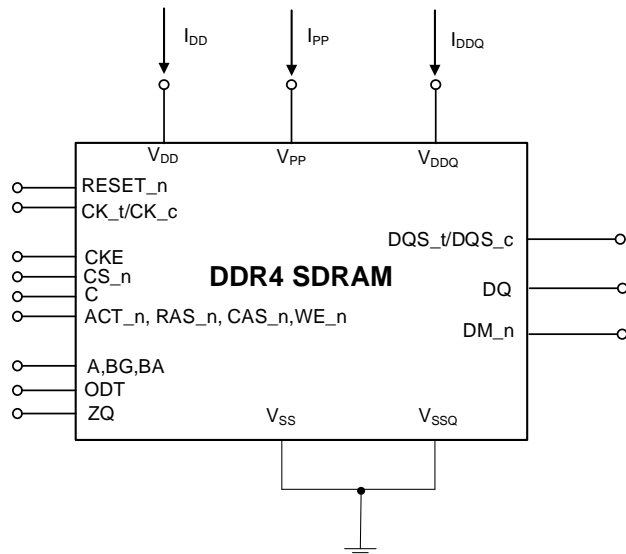 IDD
IPP
IDDQ
VDD
VPP
VDDQ
RESET_n
CK_t/CK_c
DQS_t/DQS_c
CKE
CS_n
DDR4 SDRAM
C
DQ
ACT_n, RAS_n, CAS_n,WE_n
DM_n
A,BG,BA
ODT
ZQ
VSS
VSSQ